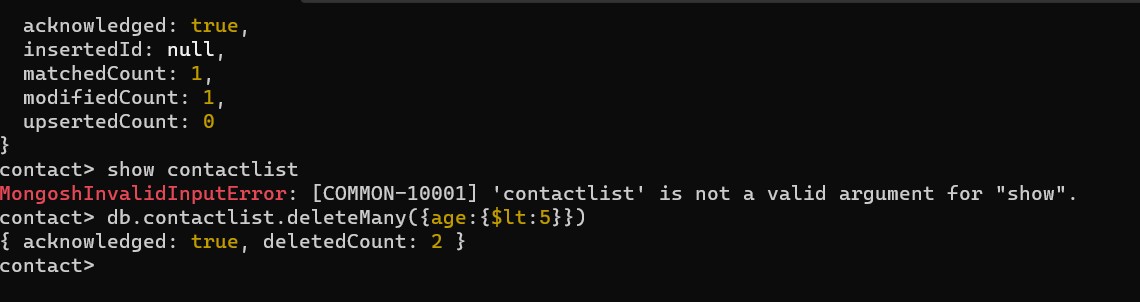 acknowledged: true,
insertedId: null,
matchedCount: 1,
modifiedCount: 1,
upsertedCount: 0
}
contact> show contactlist
MongoshInvalidInputError: [COMMON-10001] 'contactlist' is not a valid argument for "show".
contact> db.contactlist.deleteMany({age:{$lt:5}})
{ acknowledged: true, deletedCount: 2 }
contact>